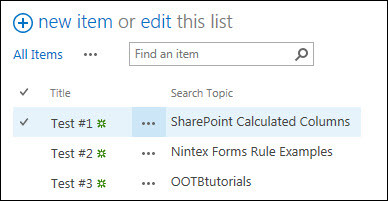 new item or edit this list
All Items ••• Find an item
✓ Title Search Topic
✓ Test #1 ••• SharePoint Calculated Columns
Test #2 ••• Nintex Forms Rule Examples
Test #3 ••• OOTBtutorials